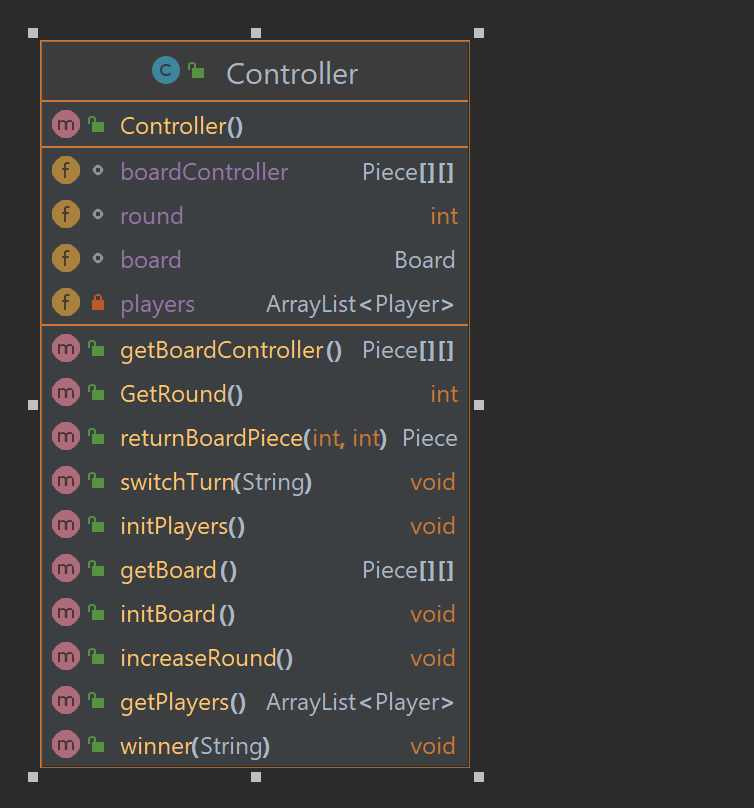 C Controller
m Controller()
f boardController Piece[][]
f round int
f board Board
f players ArrayList<Player>
m getBoardController() Piece[][]
m GetRound() int
m returnBoardPiece(int, int) Piece
m switchTurn(String) void
m initPlayers() void
m getBoard() Piece[][]
m initBoard() void
m increaseRound() void
m getPlayers() ArrayList<Player>
m winner(String) void